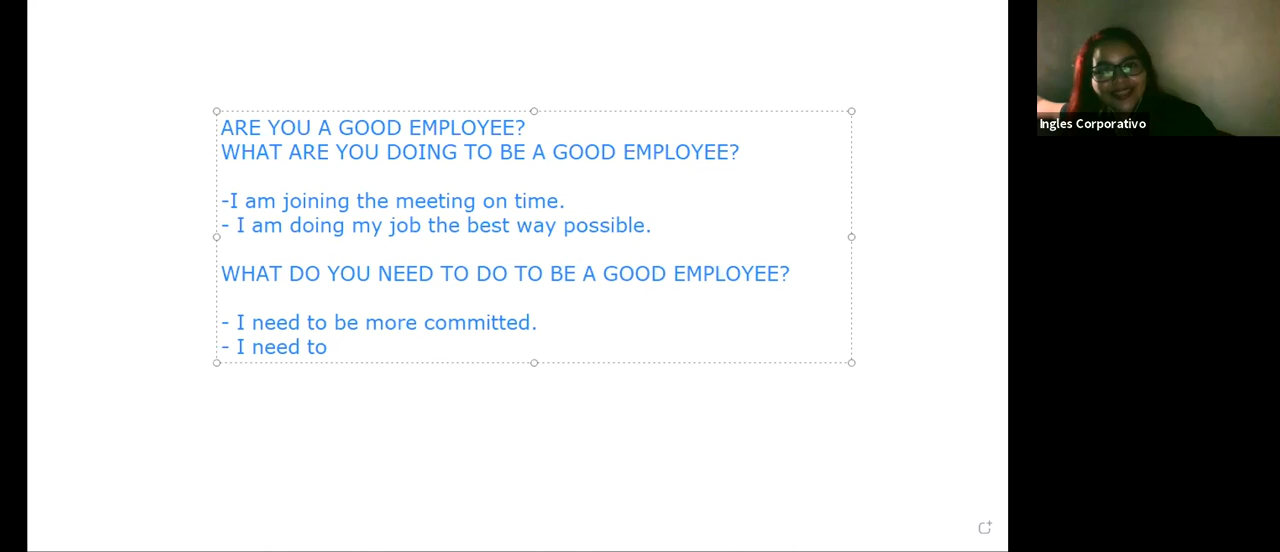 ARE YOU A GOOD EMPLOYEE?
WHAT ARE YOU DOING TO BE A GOOD EMPLOYEE?
-I am joining the meeting on time.
- I am doing my job the best way possible.
WHAT DO YOU NEED TO DO TO BE A GOOD EMPLOYEE?
- I need to be more committed.
- I need to
Ingles Corporativo